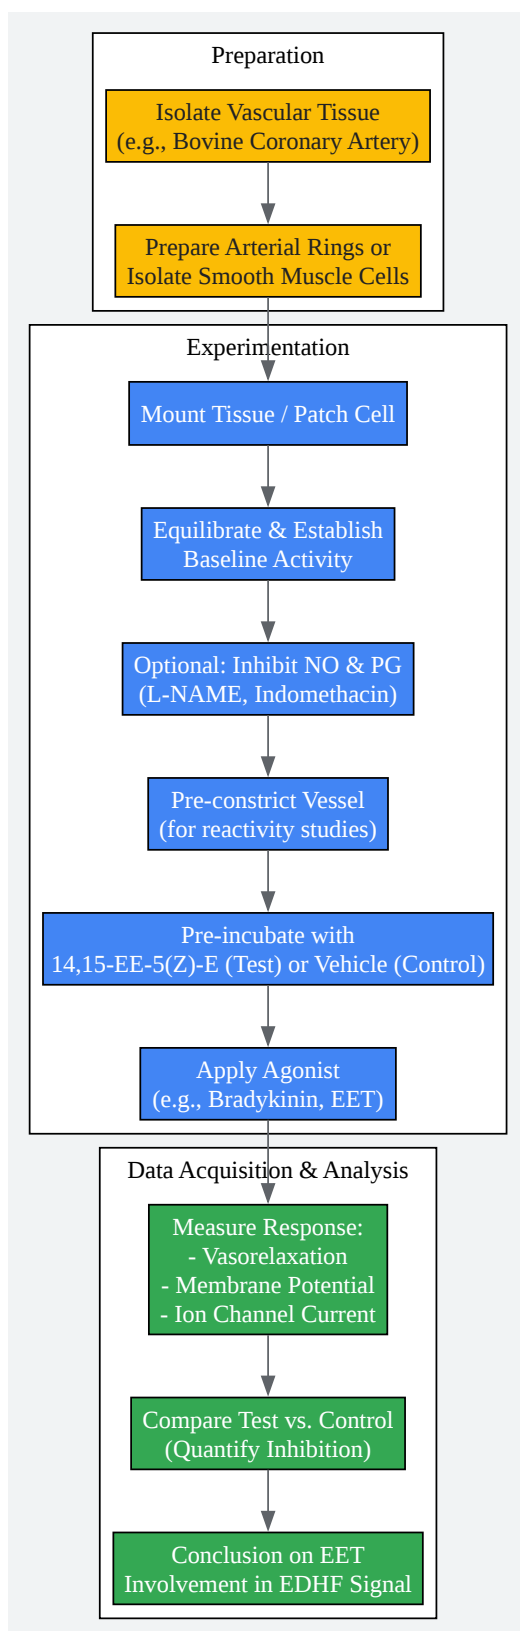 Preparation
Isolate Vascular Tissue
(e.g., Bovine Coronary Artery)
Prepare Arterial Rings or
Isolate Smooth Muscle Cells
Experimentation
Mount Tissue / Patch Cell
Equilibrate & Establish
Baseline Activity
Optional: Inhibit NO & PG
(L-NAME, Indomethacin)
Pre-constrict Vessel
(for reactivity studies)
Pre-incubate with
14,15-EE-5(Z)-E (Test) or Vehicle (Control)
Apply Agonist
(e.g., Bradykinin, EET)
Data Acquisition & Analysis
Measure Response:
- Vasorelaxation
- Membrane Potential
- Ion Channel Current
Compare Test vs. Control
(Quantify Inhibition)
Conclusion on EET
Involvement in EDHF Signal